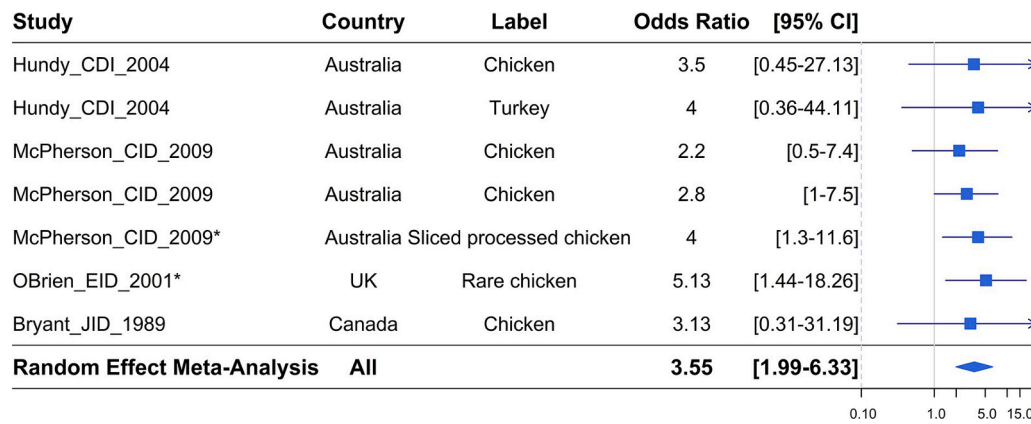 Study Country Label Odds Ratio [95% CI]
Hundy_CDI_2004 Australia Chicken 3.5 [0.45-27.13]
Hundy_CDI_2004 Australia Turkey 4 [0.36-44.11]
McPherson_CID_2009 Australia Chicken 2.2 [0.5-7.4]
McPherson_CID_2009 Australia Chicken 2.8 [1-7.5]
McPherson_CID_2009* Australia Sliced processed chicken 4 [1.3-11.6]
OBrien_EID_2001* UK Rare chicken 5.13 [1.44-18.26]
Bryant_JID_1989 Canada Chicken 3.13 [0.31-31.19]
Random Effect Meta-Analysis All 3.55 [1.99-6.33]
0.10 1.0 5.0 15.0